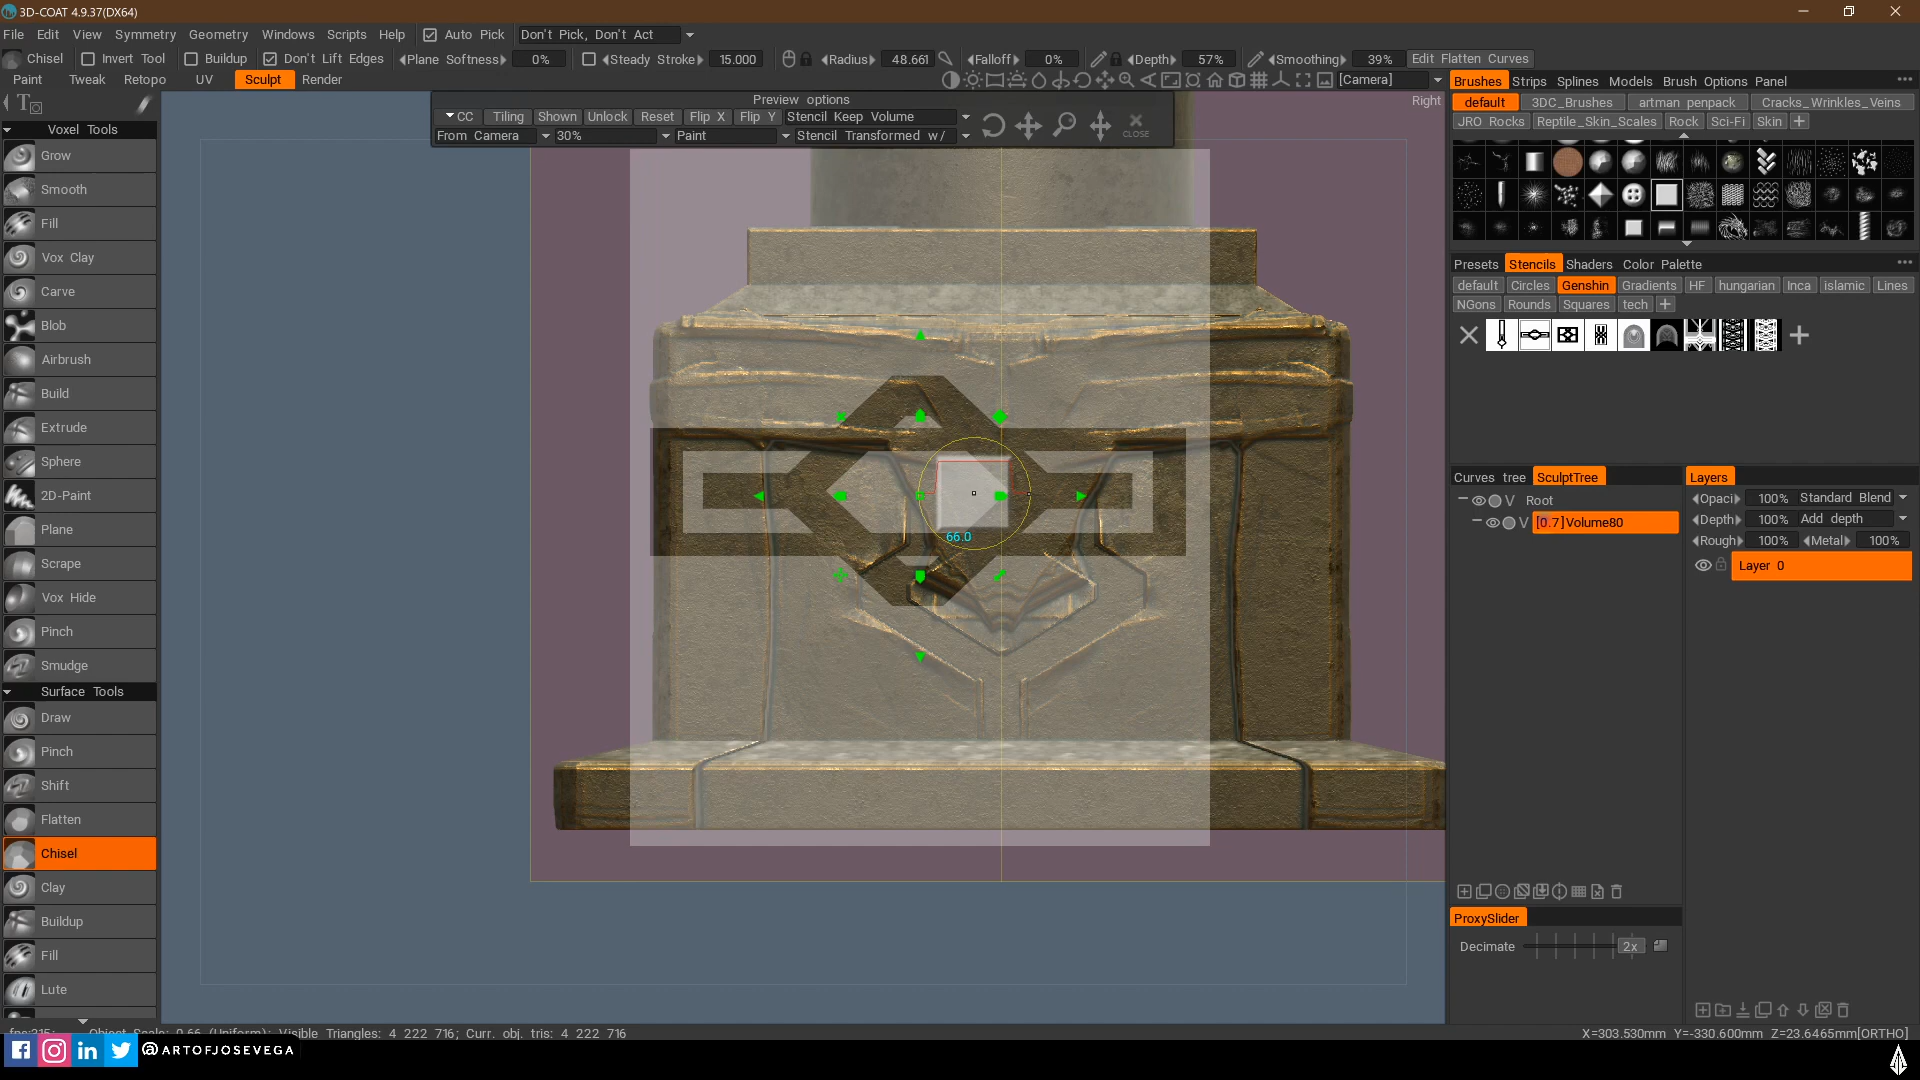 3D-COAT 4.9.37(DX64)
File Edit View Symmetry Geometry Windows Scripts Help Auto Pick Don't Pick, Don't Act
Chisel Invert Tool Buildup Don't Lift Edges Plane Softness 0% Steady Stroke 15.000 Radius 48.661 Falloff 0% Depth 57% Smoothing 39% Edit Flatten Curves
Paint Tweak Retopo UV Sculpt Render [Camera]
Preview options
CC Tiling Shown Unlock Reset Flip X Flip Y Stencil Keep Volume
From Camera 30% Paint Stencil Transformed w/
CLOSE
Right
Voxel Tools
Grow
Smooth
Fill
Vox Clay
Carve
Blob
Airbrush
Build
Extrude
Sphere
2D-Paint
Plane
Scrape
Vox Hide
Pinch
Smudge
Surface Tools
Draw
Pinch
Shift
Flatten
Chisel
Clay
Buildup
Fill
Lute
66.0
Brushes Strips Splines Models Brush Options Panel
default 3DC_Brushes artman penpack Cracks_Wrinkles_Veins
JRO Rocks Reptile_Skin_Scales Rock Sci-Fi Skin
Presets Stencils Shaders Color Palette
default Circles Genshin Gradients HF hungarian Inca islamic Lines
NGons Rounds Squares tech
Curves tree SculptTree
V Root
V [0.7]Volume80
Layers
Opaci 100% Standard Blend
Depth 100% Add depth
Rough 100% Metal 100%
Layer 0
ProxySlider
Decimate 2x
Object Scale: 0.66 (Uniform); Visible Triangles: 4 222 716; Curr. obj. tris: 4 222 716
X=303.530mm Y=-330.600mm Z=23.6465mm[ORTHO]
@ARTOFJOSEVEGA